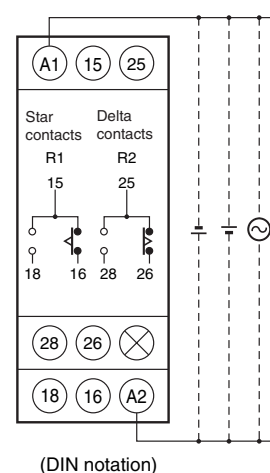 A1 15 25
Star Delta
contacts contacts
R1 R2
15 25
18 16 28 26
28 26
18 16 A2
(DIN notation)